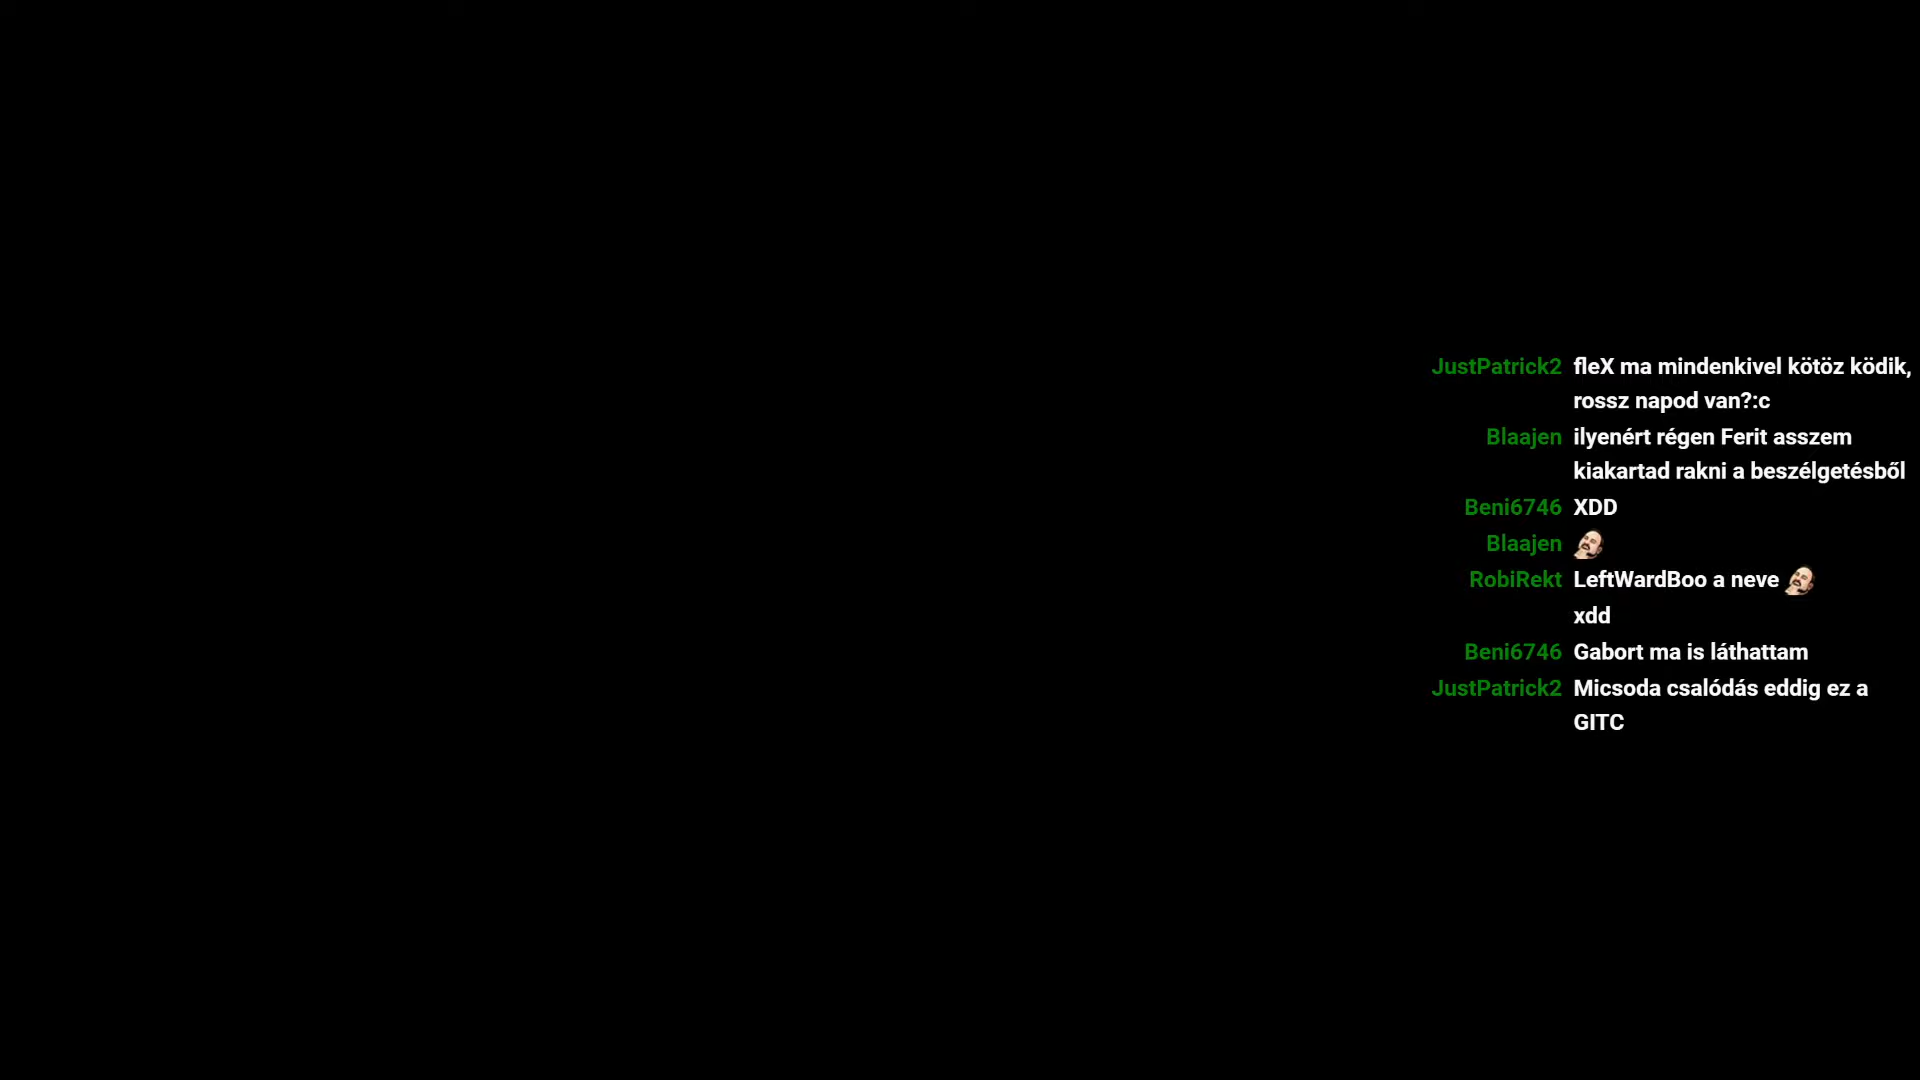 JustPatrick2 fleX ma mindenkivel kötöz ködik,
rossz napod van?:c
Blaajen ilyenért régen Ferit asszem
kiakartad rakni a beszélgetésből
Beni6746 XDD
Blaajen
RobiRekt LeftWardBoo a neve
xdd
Beni6746 Gabort ma is láthattam
JustPatrick2 Micsoda csalódás eddig ez a
GITC